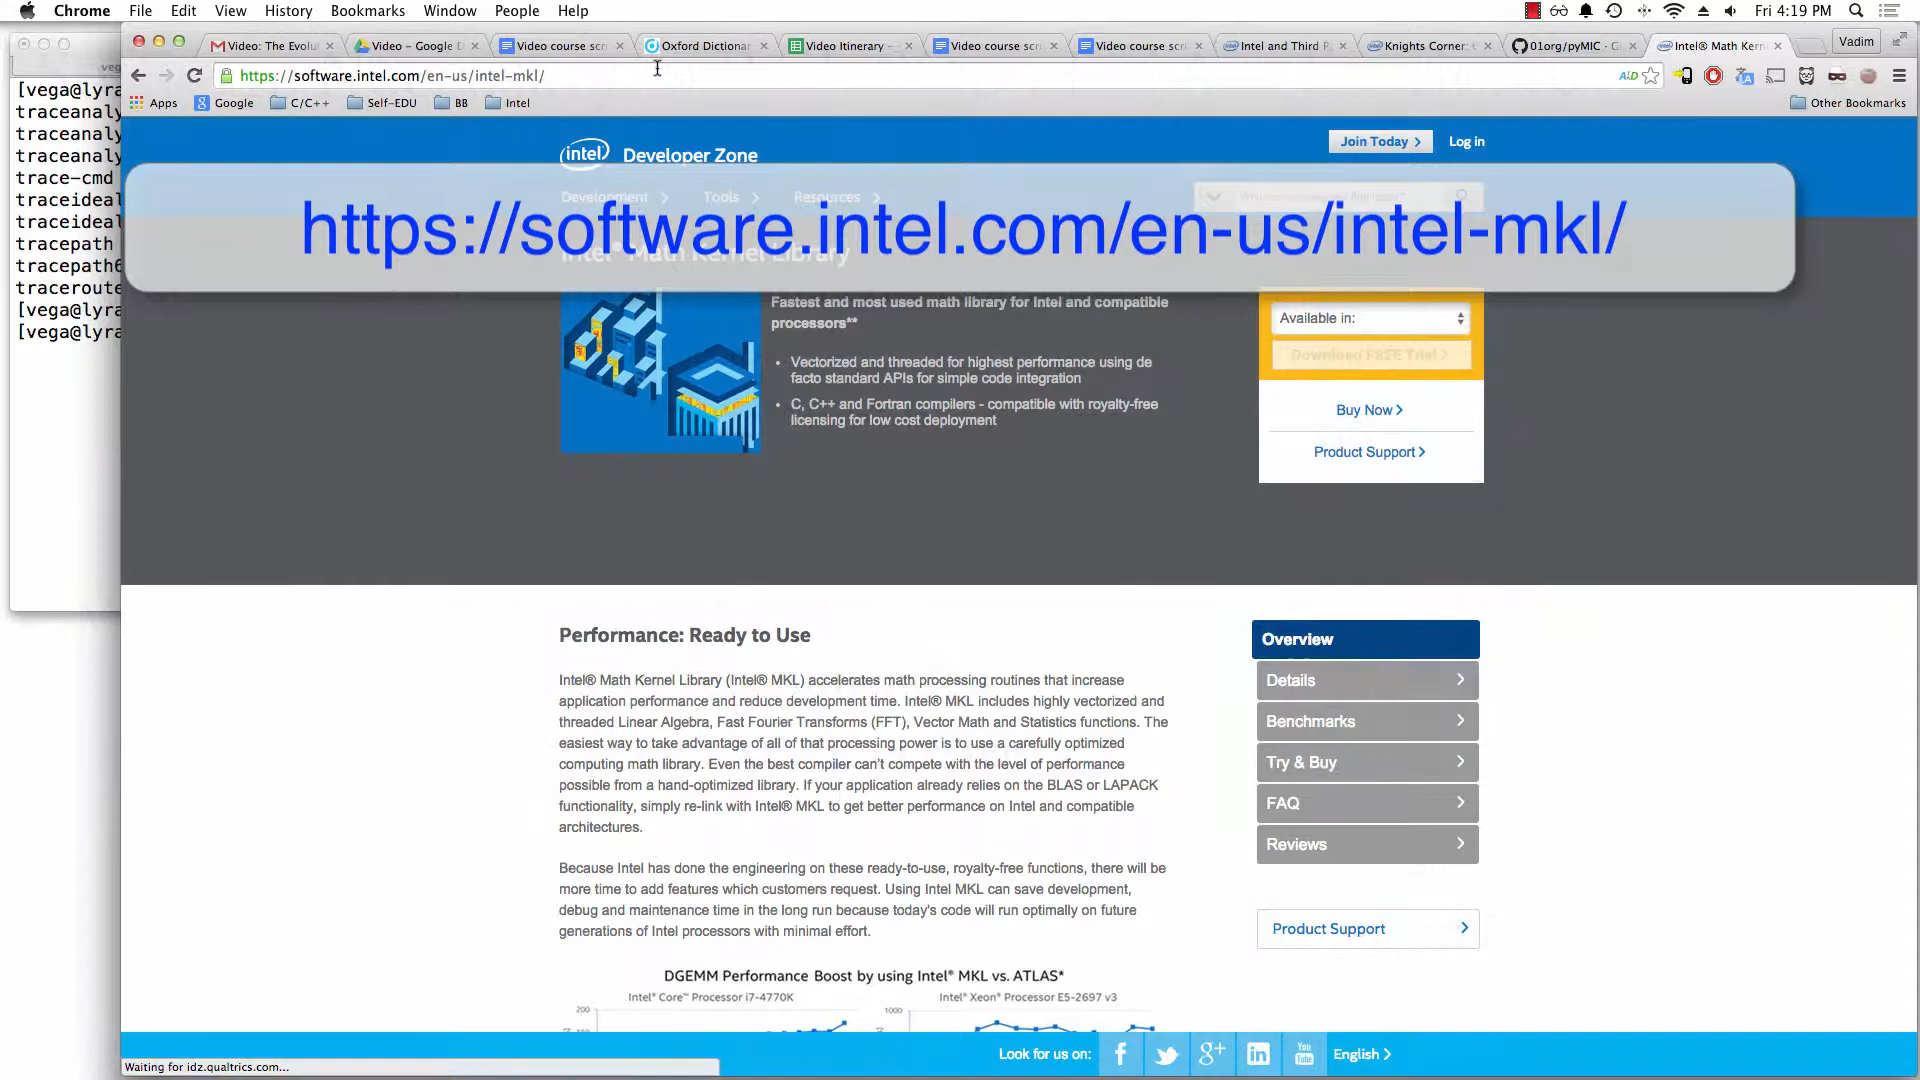 Chrome File Edit View History Bookmarks Window People Help Fri 4:19 PM
Video: The Evolu Video – Google D Video course scr Oxford Dictionar Video Itinerary – Video course scr Video course scr Intel and Third P Knights Corner: 01org/pyMIC · G Intel® Math Kern Vadim
https://software.intel.com/en-us/intel-mkl/
Apps Google C/C++ Self-EDU BB Intel Other Bookmarks
[vega@lyra
traceanaly
traceanaly
traceanaly
trace-cmd
traceideal
traceideal
tracepath
tracepath6
traceroute
[vega@lyra
[vega@lyra
intel Developer Zone
Join Today Log in
Development Tools Resources
https://software.intel.com/en-us/intel-mkl/
Intel® Math Kernel Library
Fastest and most used math library for Intel and compatible
processors**
• Vectorized and threaded for highest performance using de
facto standard APIs for simple code integration
• C, C++ and Fortran compilers - compatible with royalty-free
licensing for low cost deployment
Available in:
Download FREE Trial
Buy Now
Product Support
Performance: Ready to Use
Intel® Math Kernel Library (Intel® MKL) accelerates math processing routines that increase
application performance and reduce development time. Intel® MKL includes highly vectorized and
threaded Linear Algebra, Fast Fourier Transforms (FFT), Vector Math and Statistics functions. The
easiest way to take advantage of all of that processing power is to use a carefully optimized
computing math library. Even the best compiler can't compete with the level of performance
possible from a hand-optimized library. If your application already relies on the BLAS or LAPACK
functionality, simply re-link with Intel® MKL to get better performance on Intel and compatible
architectures.
Because Intel has done the engineering on these ready-to-use, royalty-free functions, there will be
more time to add features which customers request. Using Intel MKL can save development,
debug and maintenance time in the long run because today's code will run optimally on future
generations of Intel processors with minimal effort.
Overview
Details
Benchmarks
Try & Buy
FAQ
Reviews
Product Support
DGEMM Performance Boost by using Intel® MKL vs. ATLAS*
Intel® Core™ Processor i7-4770K Intel® Xeon® Processor E5-2697 v3
200 1000
Look for us on: English
Waiting for idz.qualtrics.com...